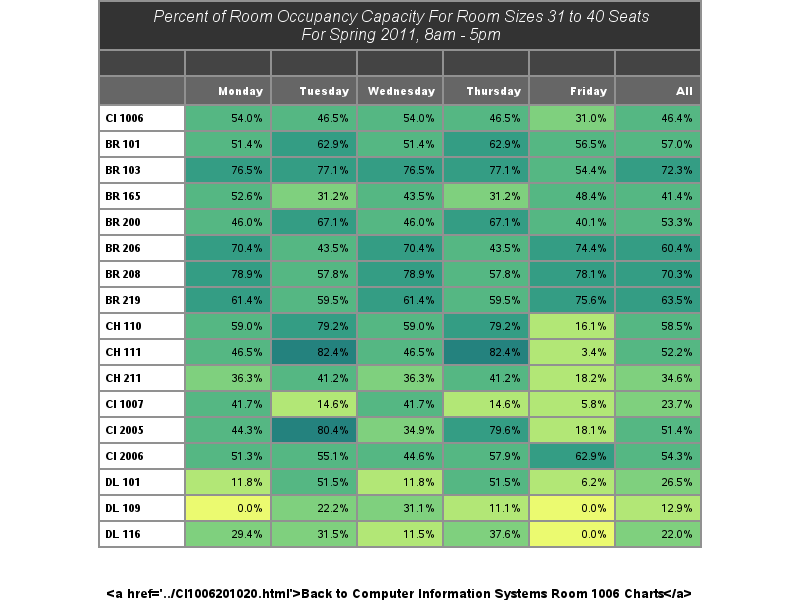 Percent of Room Occupancy Capacity For Room Sizes 31 to 40 Seats
For Spring 2011, 8am - 5pm
Monday Tuesday Wednesday Thursday Friday All
CI 1006 54.0% 46.5% 54.0% 46.5% 31.0% 46.4%
BR 101 51.4% 62.9% 51.4% 62.9% 56.5% 57.0%
BR 103 76.5% 77.1% 76.5% 77.1% 54.4% 72.3%
BR 165 52.6% 31.2% 43.5% 31.2% 48.4% 41.4%
BR 200 46.0% 67.1% 46.0% 67.1% 40.1% 53.3%
BR 206 70.4% 43.5% 70.4% 43.5% 74.4% 60.4%
BR 208 78.9% 57.8% 78.9% 57.8% 78.1% 70.3%
BR 219 61.4% 59.5% 61.4% 59.5% 75.6% 63.5%
CH 110 59.0% 79.2% 59.0% 79.2% 16.1% 58.5%
CH 111 46.5% 82.4% 46.5% 82.4% 3.4% 52.2%
CH 211 36.3% 41.2% 36.3% 41.2% 18.2% 34.6%
CI 1007 41.7% 14.6% 41.7% 14.6% 5.8% 23.7%
CI 2005 44.3% 80.4% 34.9% 79.6% 18.1% 51.4%
CI 2006 51.3% 55.1% 44.6% 57.9% 62.9% 54.3%
DL 101 11.8% 51.5% 11.8% 51.5% 6.2% 26.5%
DL 109 0.0% 22.2% 31.1% 11.1% 0.0% 12.9%
DL 116 29.4% 31.5% 11.5% 37.6% 0.0% 22.0%
<a href='../CI1006201020.html'>Back to Computer Information Systems Room 1006 Charts</a>